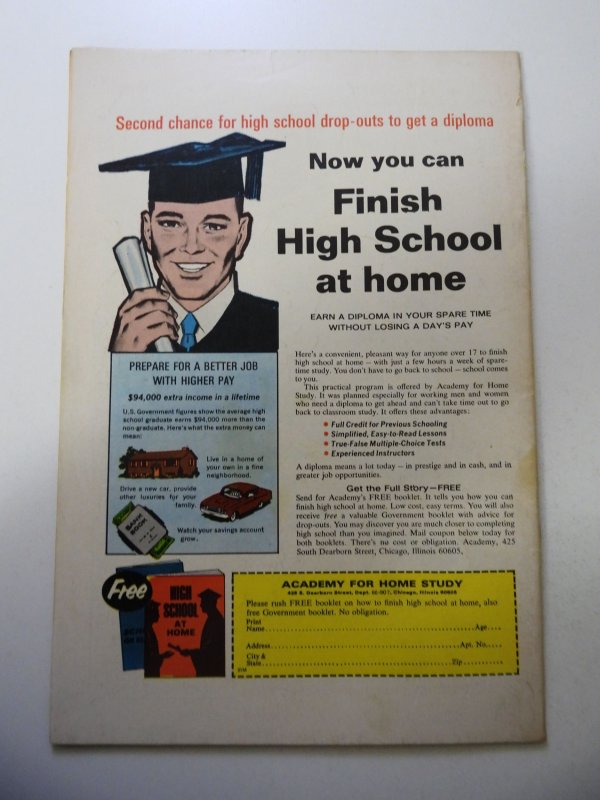 Second chance for high school drop-outs to get a diploma
Now you can
Finish
High School
at home
EARN A DIPLOMA IN YOUR SPARE TIME
WITHOUT LOSING A DAY'S PAY
PREPARE FOR A BETTER JOB
WITH HIGHER PAY
$94,000 extra income in a lifetime
U.S. Government figures show the average high
school graduate earns $94,000 more than the
non-graduate. Here's what the extra money can
mean:
Live in a home of
your own in a fine
neighborhood.
Drive a new car, provide
other luxuries for your
family.
BANK
BOOK
Watch your savings account
grow.
Here's a convenient, pleasant way for anyone over 17 to finish
high school at home — with just a few hours a week of spare-
time study. You don't have to go back to school — school comes
to you.
This practical program is offered by Academy for Home
Study. It was planned especially for working men and women
who need a diploma to get ahead and can't take time out to go
back to classroom study. It offers these advantages:
• Full Credit for Previous Schooling
• Simplified, Easy-to-Read Lessons
• True-False Multiple-Choice Tests
• Experienced Instructors
A diploma means a lot today — in prestige and in cash, and in
greater job opportunities.
Get the Full Story—FREE
Send for Academy's FREE booklet. It tells you how you can
finish high school at home. Low cost, easy terms. You will also
receive free a valuable Government booklet with advice for
drop-outs. You may discover you are much closer to completing
high school than you imagined. Mail coupon below today for
both booklets. There's no cost or obligation. Academy, 425
South Dearborn Street, Chicago, Illinois 60605.
Free
HIGH
SCHOOL
AT
HOME
ACADEMY FOR HOME STUDY
425 S. Dearborn Street, Dept. Chicago, Illinois 60605
Please rush FREE booklet on how to finish high school at home, also
free Government booklet. No obligation.
Print
Name Age
Address Apt. No.
City &
State Zip